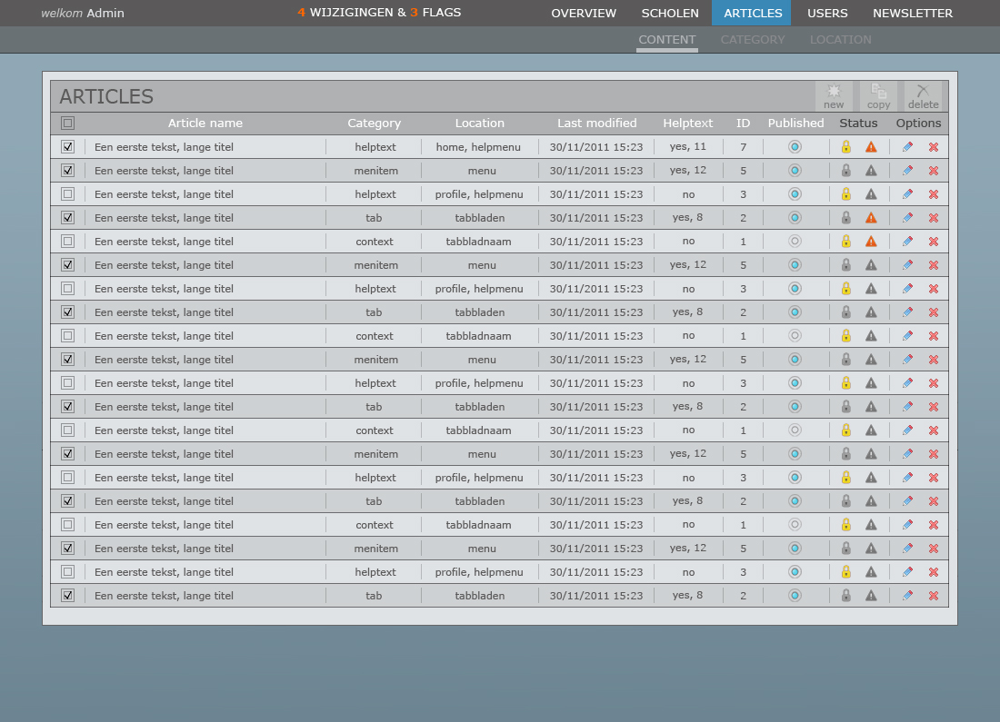 welkom Admin 4 WIJZIGINGEN & 3 FLAGS OVERVIEW SCHOLEN ARTICLES USERS NEWSLETTER
CONTENT CATEGORY LOCATION
ARTICLES new copy delete
Article name Category Location Last modified Helptext ID Published Status Options
Een eerste tekst, lange titel helptext home, helpmenu 30/11/2011 15:23 yes, 11 7
Een eerste tekst, lange titel menitem menu 30/11/2011 15:23 yes, 12 5
Een eerste tekst, lange titel helptext profile, helpmenu 30/11/2011 15:23 no 3
Een eerste tekst, lange titel tab tabbladen 30/11/2011 15:23 yes, 8 2
Een eerste tekst, lange titel context tabbladnaam 30/11/2011 15:23 no 1
Een eerste tekst, lange titel menitem menu 30/11/2011 15:23 yes, 12 5
Een eerste tekst, lange titel helptext profile, helpmenu 30/11/2011 15:23 no 3
Een eerste tekst, lange titel tab tabbladen 30/11/2011 15:23 yes, 8 2
Een eerste tekst, lange titel context tabbladnaam 30/11/2011 15:23 no 1
Een eerste tekst, lange titel menitem menu 30/11/2011 15:23 yes, 12 5
Een eerste tekst, lange titel helptext profile, helpmenu 30/11/2011 15:23 no 3
Een eerste tekst, lange titel tab tabbladen 30/11/2011 15:23 yes, 8 2
Een eerste tekst, lange titel context tabbladnaam 30/11/2011 15:23 no 1
Een eerste tekst, lange titel menitem menu 30/11/2011 15:23 yes, 12 5
Een eerste tekst, lange titel helptext profile, helpmenu 30/11/2011 15:23 no 3
Een eerste tekst, lange titel tab tabbladen 30/11/2011 15:23 yes, 8 2
Een eerste tekst, lange titel context tabbladnaam 30/11/2011 15:23 no 1
Een eerste tekst, lange titel menitem menu 30/11/2011 15:23 yes, 12 5
Een eerste tekst, lange titel helptext profile, helpmenu 30/11/2011 15:23 no 3
Een eerste tekst, lange titel tab tabbladen 30/11/2011 15:23 yes, 8 2